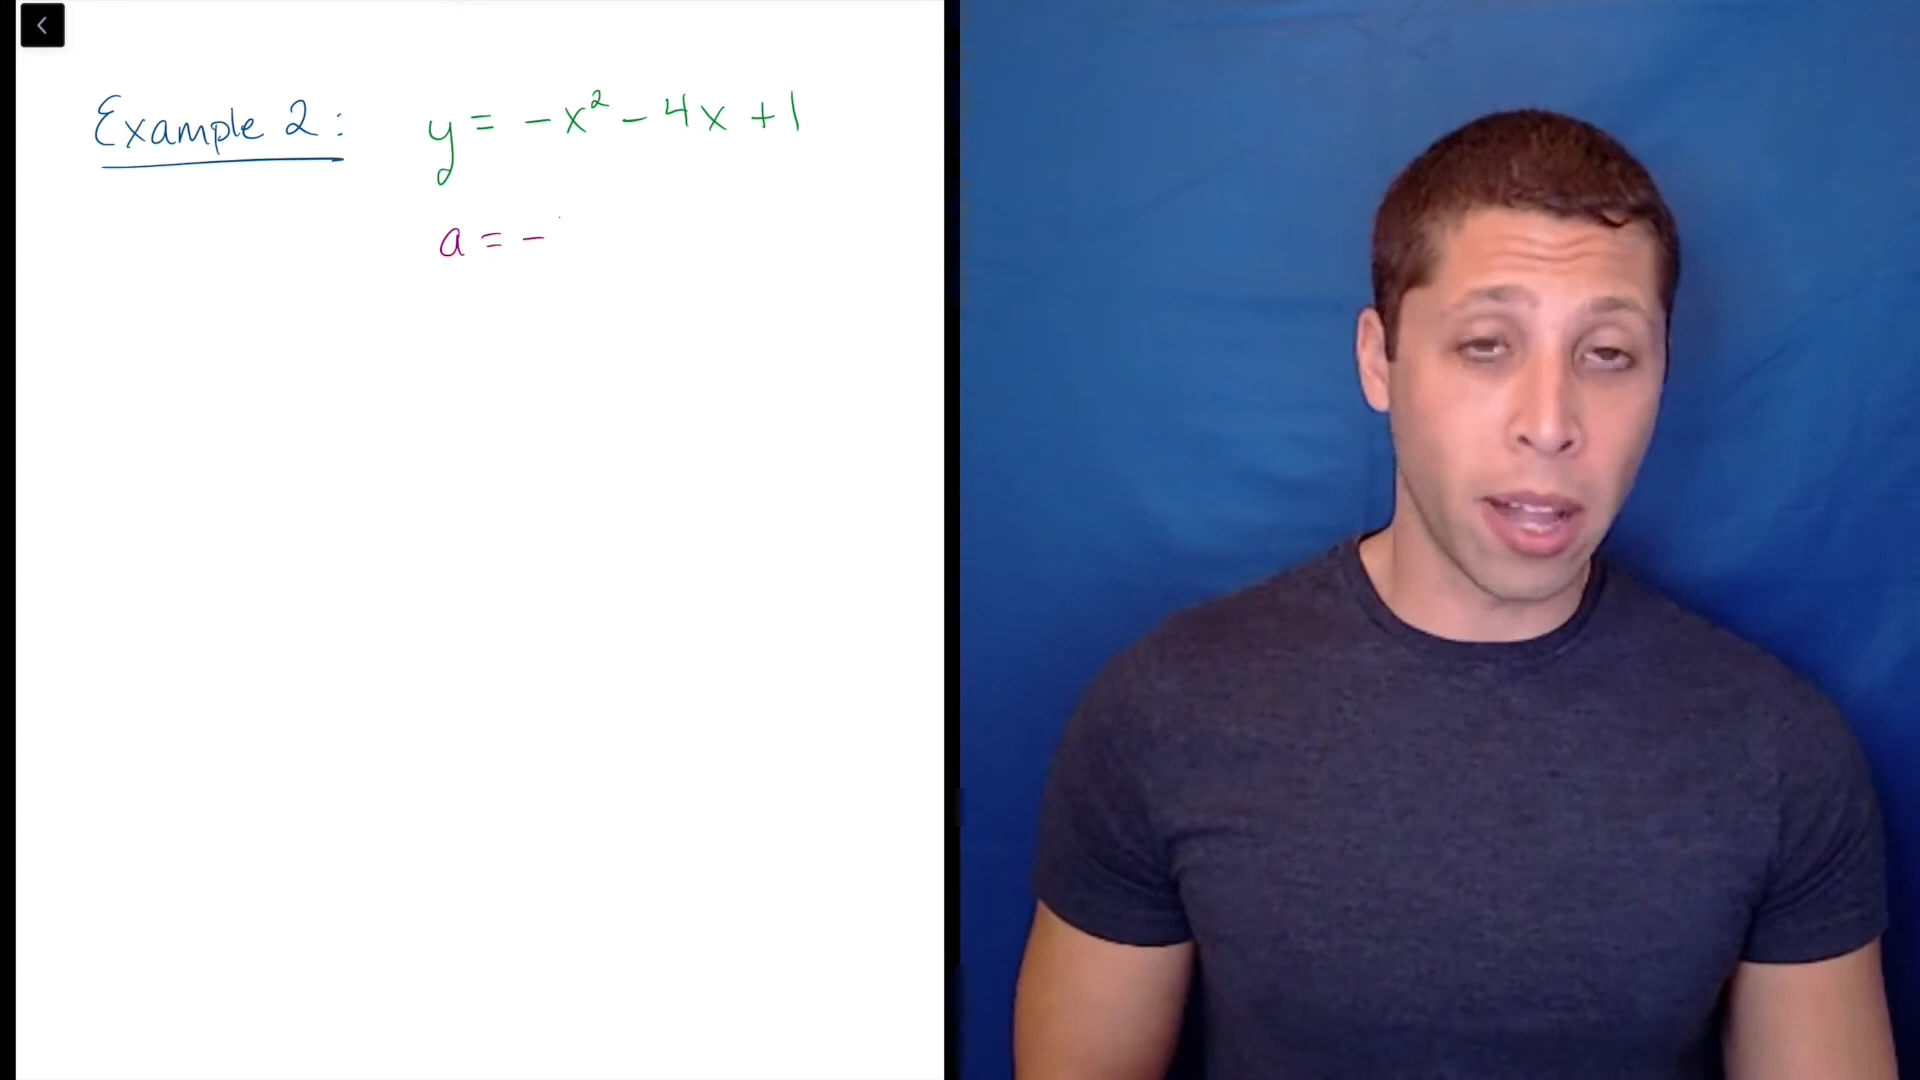 Example 2: y = -x² - 4x + 1
a = -